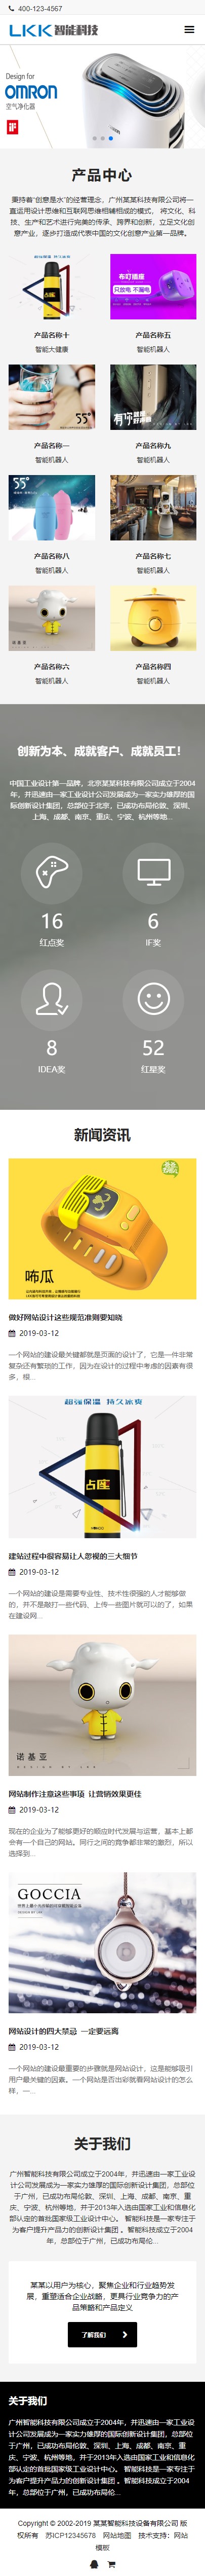 400-123-4567
LKK智能科技
Design for
OMRON
空气净化器
iF
产品中心
秉持着“创意是水”的经营理念，广州某某科技有限公司将一
直运用设计思维和互联网思维相辅相成的模式，将文化、科
技、生产和艺术进行完美的传承、跨界和创新，立足文化创
意产业，逐步打造成代表中国的文化创意产业第一品牌。
占座
布叮插座
只放电 不漏电
产品名称十
产品名称五
智能大健康
智能机器人
55°
产品名称一
产品名称九
智能机器人
智能机器人
55°
产品名称八
产品名称七
智能机器人
智能机器人
诺基亚
产品名称六
产品名称四
智能机器人
智能机器人
创新为本、成就客户、成就员工！
中国工业设计第一品牌，北京某某科技有限公司成立于2004
年，并迅速由一家工业设计公司发展成为一家实力雄厚的国
际创新设计集团，总部位于北京，已成功布局伦敦、深圳、
上海、成都、南京、重庆、宁波、杭州等地...
16
6
红点奖
IF奖
8
52
IDEA奖
红星奖
新闻资讯
咘瓜
做好网站设计这些规范准则要知晓
2019-03-12
一个网站的建设最关键都就是页面的设计了，它是一件非常
复杂还有繁琐的工作，因为在设计的过程中考虑的因素有很
多，模...
超强保温 持久冰爽
占座
建站过程中很容易让人忽视的三大细节
2019-03-12
一个网站的建设是需要专业性、技术性很强的人才能够做
的，并不是敲打一些代码、上传一些图片就可以的了，如果
在建设网...
诺基亚
网站制作注意这些事项 让营销效果更佳
2019-03-12
现在的企业为了能够更好的顺应时代发展与运营，基本上都
会有一个自己的网站。同行之间的竞争都非常的激烈，所以
选择到...
GOCCIA
网站设计的四大禁忌 一定要远离
2019-03-12
一个网站的建设最重要的步骤就是网站设计，这是能够吸引
用户最关键的因素。一个网站是否出彩就看网站设计的怎么
样，一...
关于我们
广州智能科技有限公司成立于2004年，并迅速由一家工业设
计公司发展成为一家实力雄厚的国际创新设计集团，总部位
于广州，已成功布局伦敦、深圳、上海、成都、南京、重
庆、宁波、杭州等地，并于2013年入选由国家工业和信息化
部认定的首批国家级工业设计中心。 智能科技是一家专注于
为客户提升产品力的创新设计集团 。智能科技成立于2004
年，总部位于广州，已成功布局伦...
某某以用户为核心，聚焦企业和行业趋势发
展，重塑适合企业战略，更具行业竞争力的产
品策略和产品定义
了解我们
关于我们
广州智能科技有限公司成立于2004年，并迅速由一家工业设
计公司发展成为一家实力雄厚的国际创新设计集团，总部位
于广州，已成功布局伦敦、深圳、上海、成都、南京、重
庆、宁波、杭州等地，并于2013年入选由国家工业和信息化
部认定的首批国家级工业设计中心。 智能科技是一家专注于
为客户提升产品力的创新设计集团 。智能科技成立于2004
年，总部位于广州，已成功布局伦...
Copyright © 2002-2019 某某智能科技设备有限公司 版
权所有 苏ICP12345678 网站地图 技术支持：网站
模板